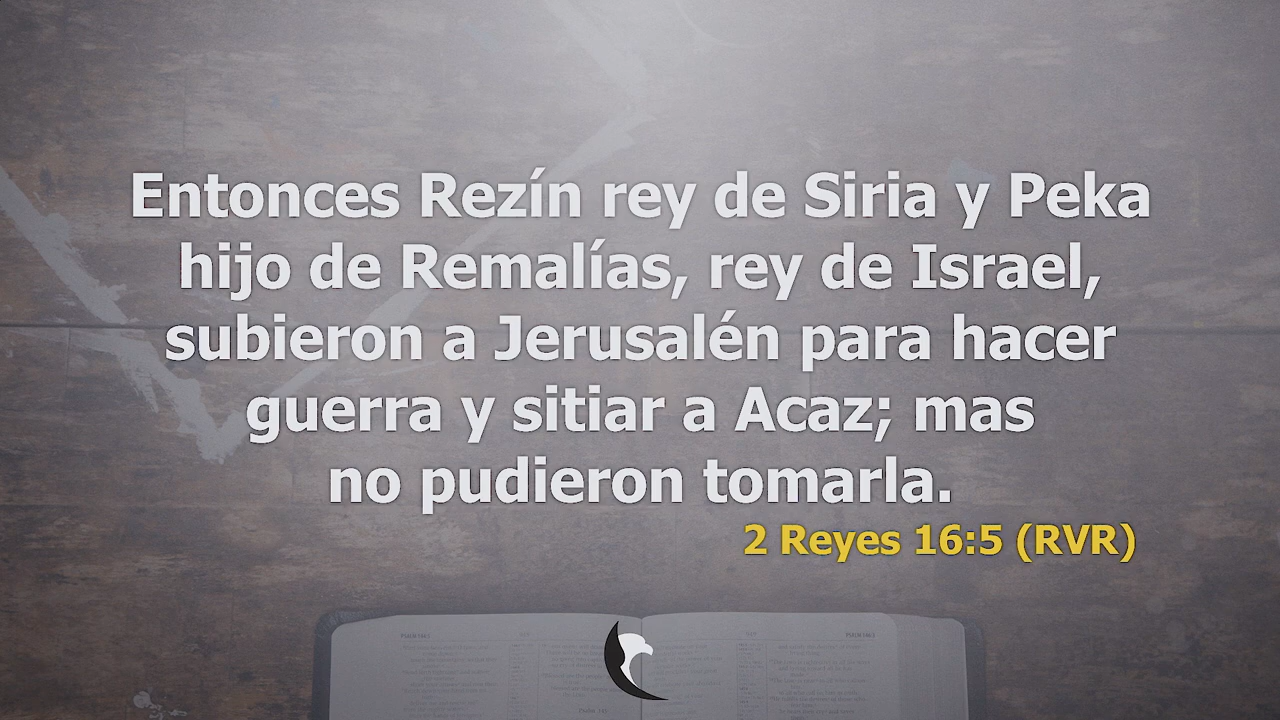 Entonces Rezín rey de Siria y Peka
hijo de Remalías, rey de Israel,
subieron a Jerusalén para hacer
guerra y sitiar a Acaz; mas
no pudieron tomarla.
2 Reyes 16:5 (RVR)